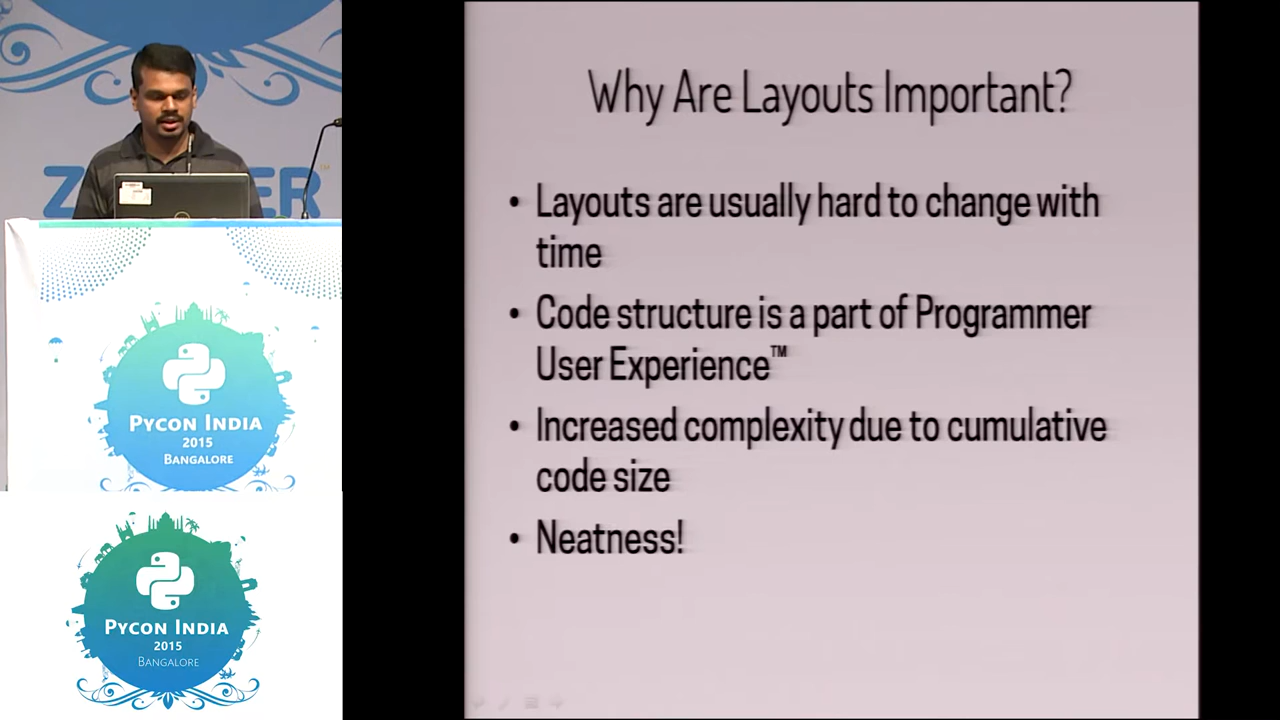 Why Are Layouts Important?
• Layouts are usually hard to change with
time
• Code structure is a part of Programmer
User Experience™
• Increased complexity due to cumulative
code size
• Neatness!
PYCON INDIA
2015
BANGALORE
PYCON INDIA
2015
BANGALORE